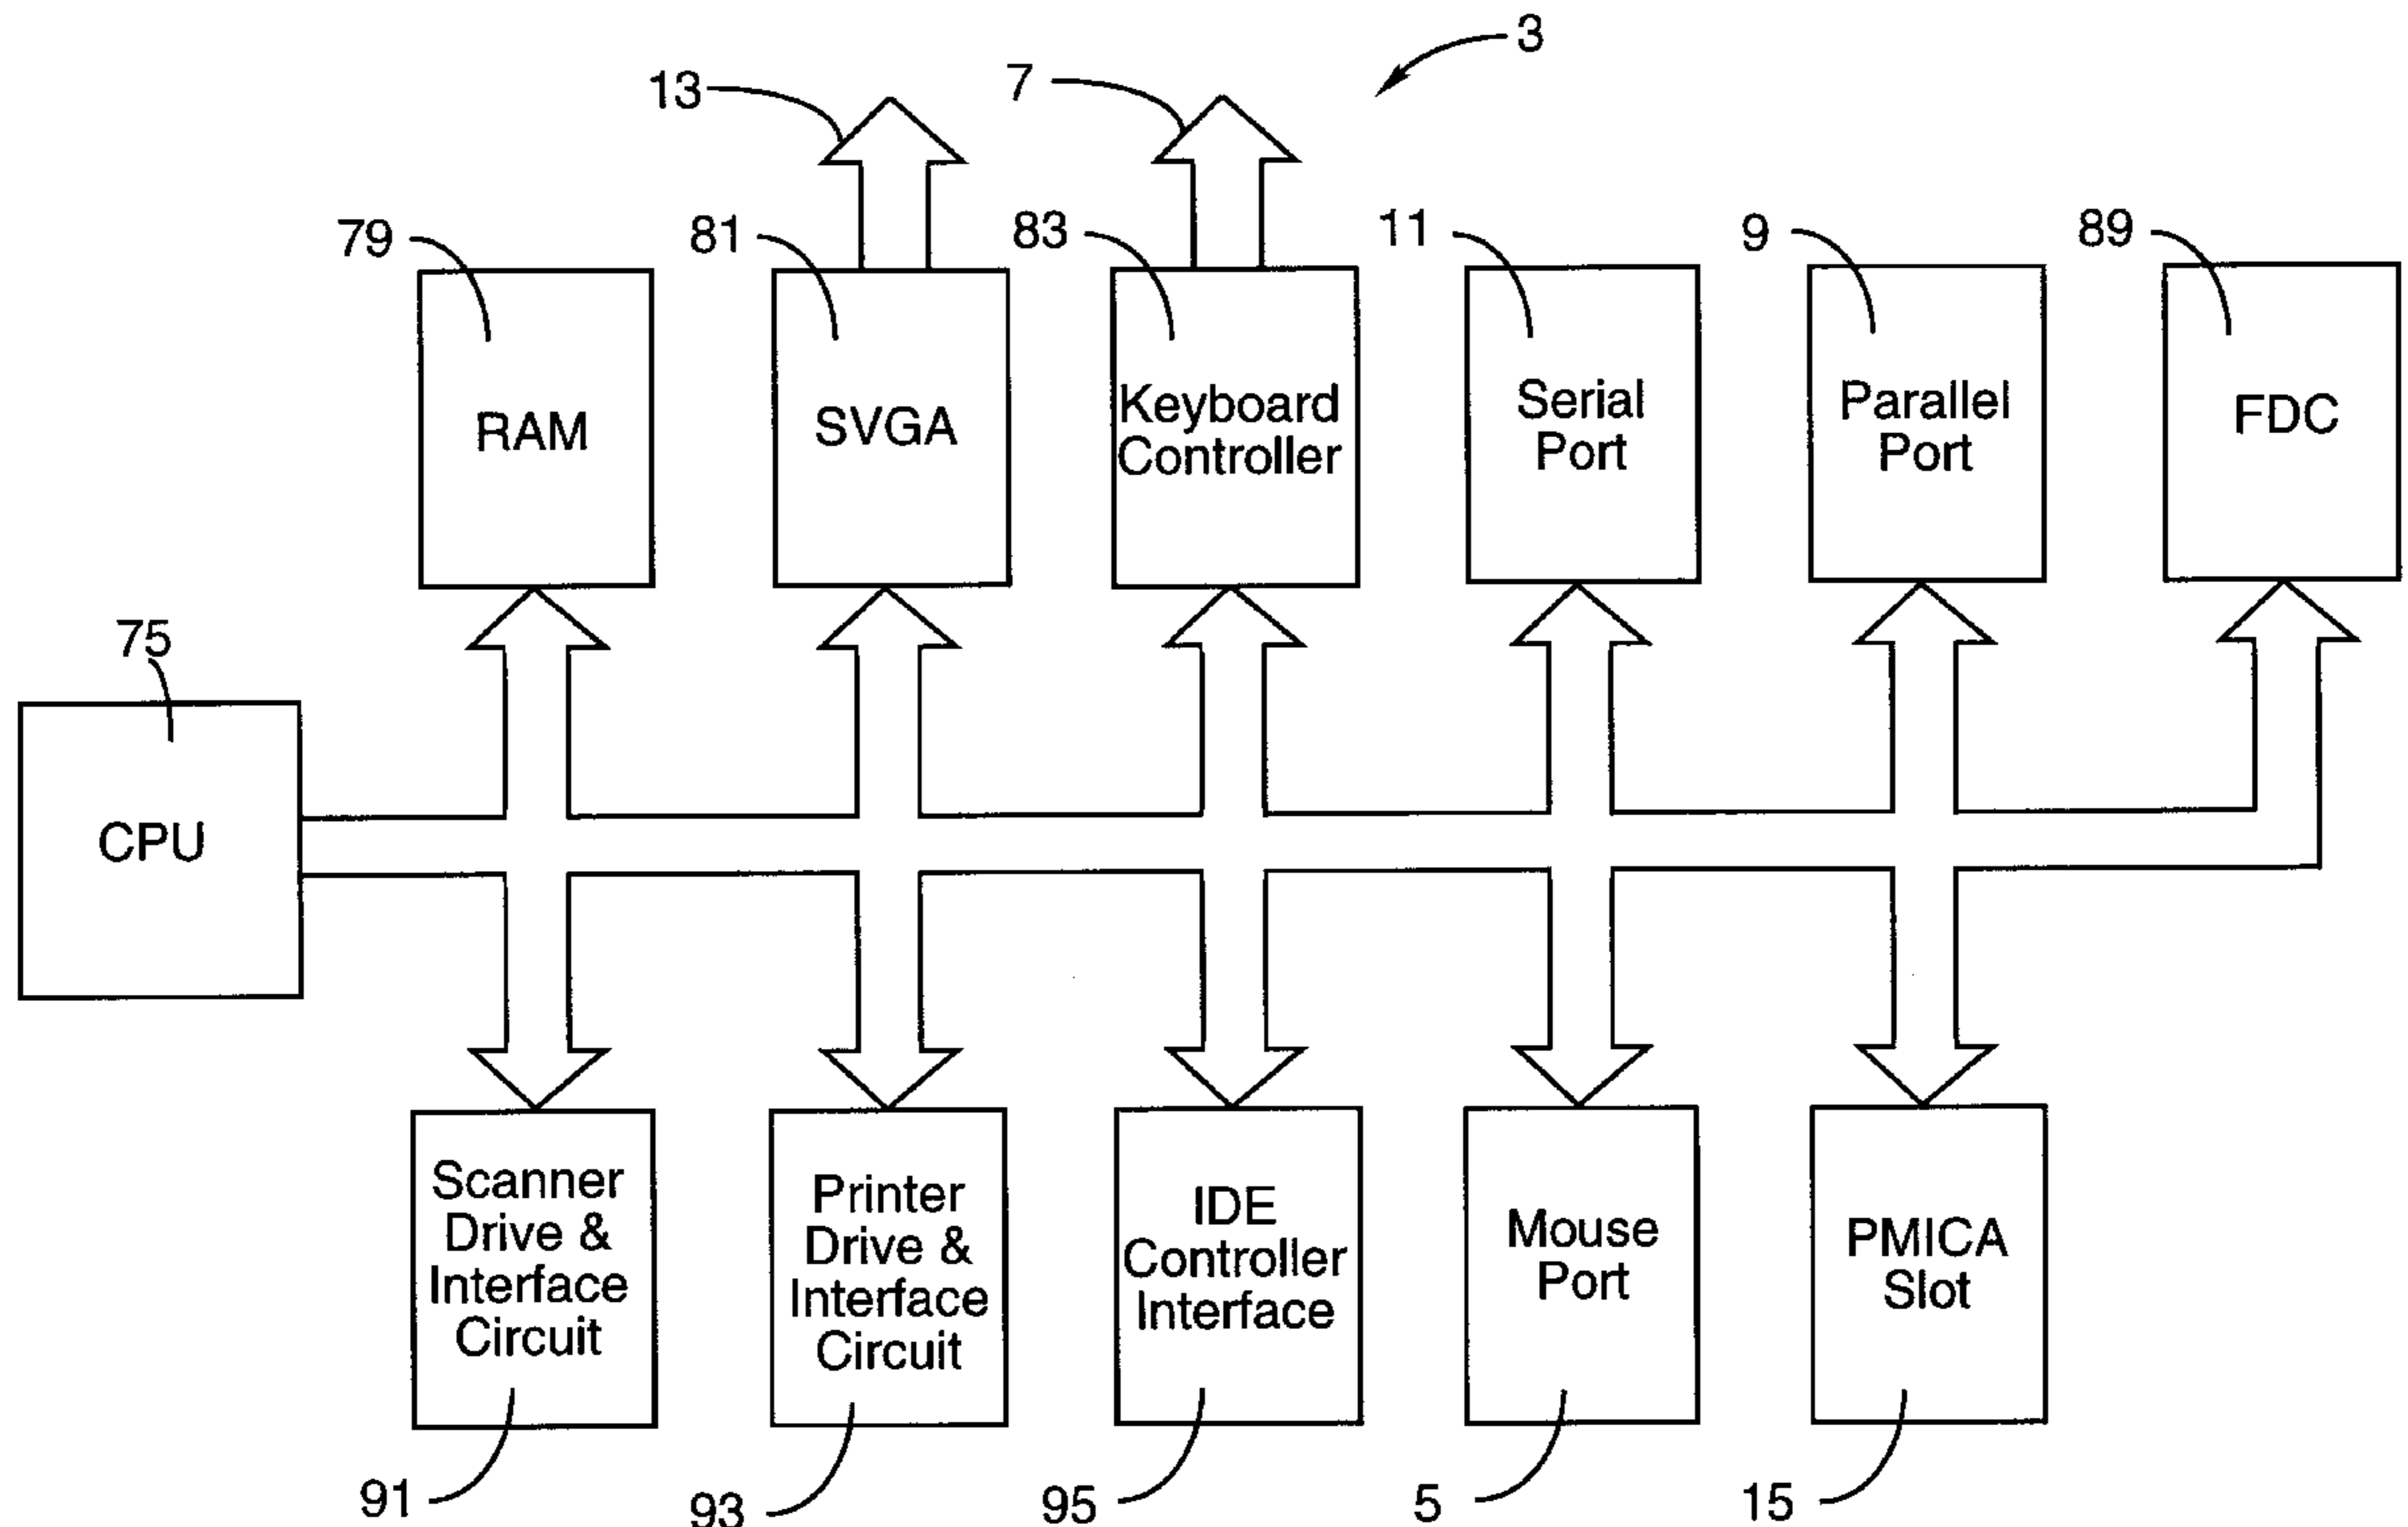 3
13
7
79
81
83
11
9
89
RAM
SVGA
Keyboard
Controller
Serial
Port
Parallel
Port
FDC
75
CPU
Scanner
Drive &
Interface
Circuit
Printer
Drive &
Interface
Circuit
IDE
Controller
Interface
Mouse
Port
PMICA
Slot
91
93
95
5
15